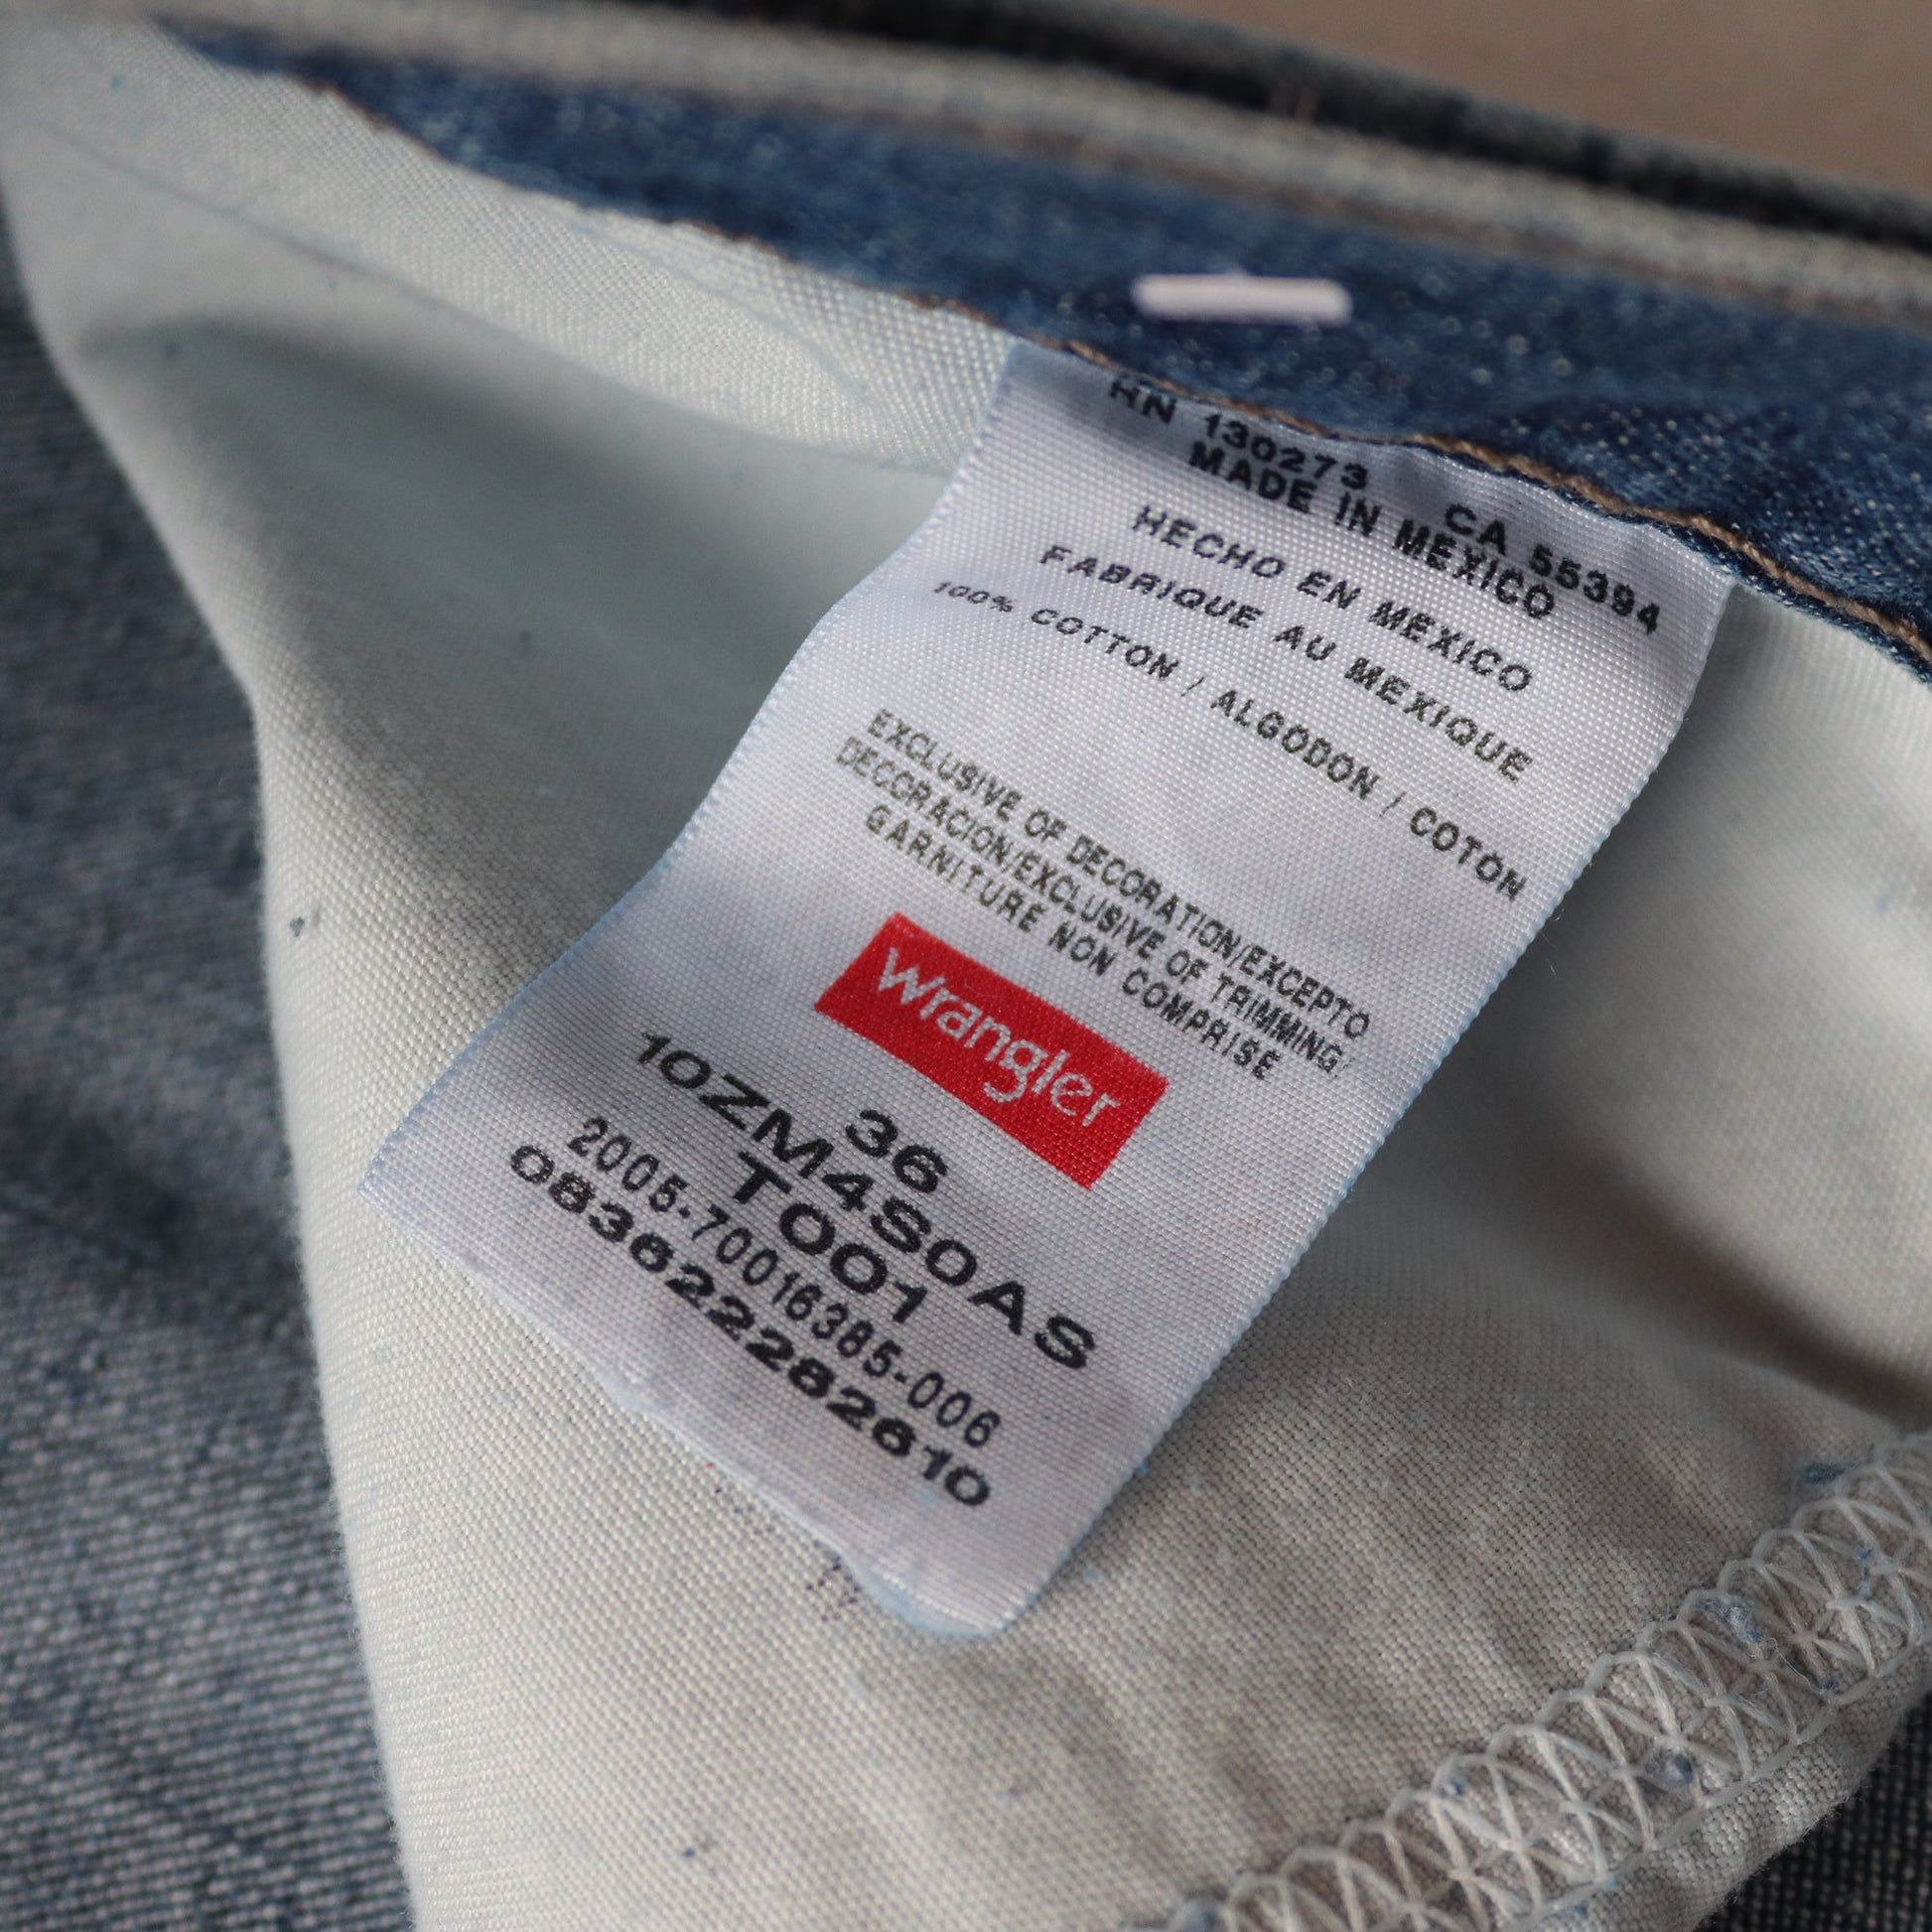 RN 130273 CA 55394
MADE IN MEXICO
HECHO EN MEXICO
FABRIQUE AU MEXIQUE
100% COTTON / ALGODON / COTON
EXCLUSIVE OF DECORATION/EXCEPTO
DECORACION/EXCLUSIVE OF TRIMMING/
GARNITURE NON COMPRISE
Wrangler
36
10ZM4S0AS
T001
2005-70016385-006
083622282610